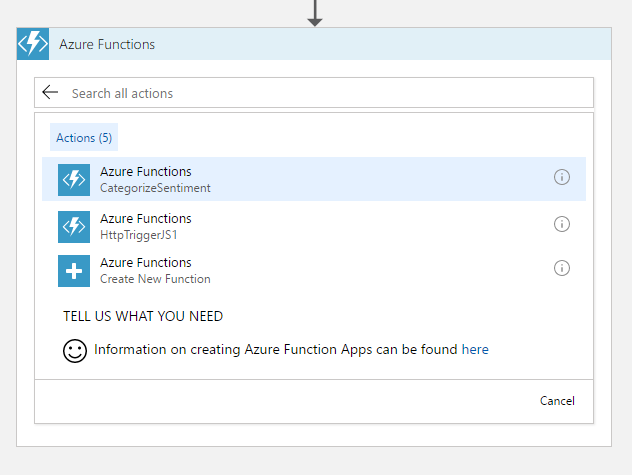 Azure Functions
Search all actions
Actions (5)
Azure Functions
CategorizeSentiment
Azure Functions
HttpTriggerJS1
Azure Functions
Create New Function
TELL US WHAT YOU NEED
Information on creating Azure Function Apps can be found here
Cancel